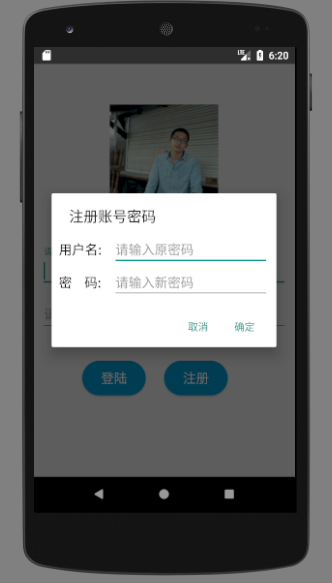 LTE 6:20
注册账号密码
用户名: 请输入原密码
密 码: 请输入新密码
取消 确定
登陆 注册